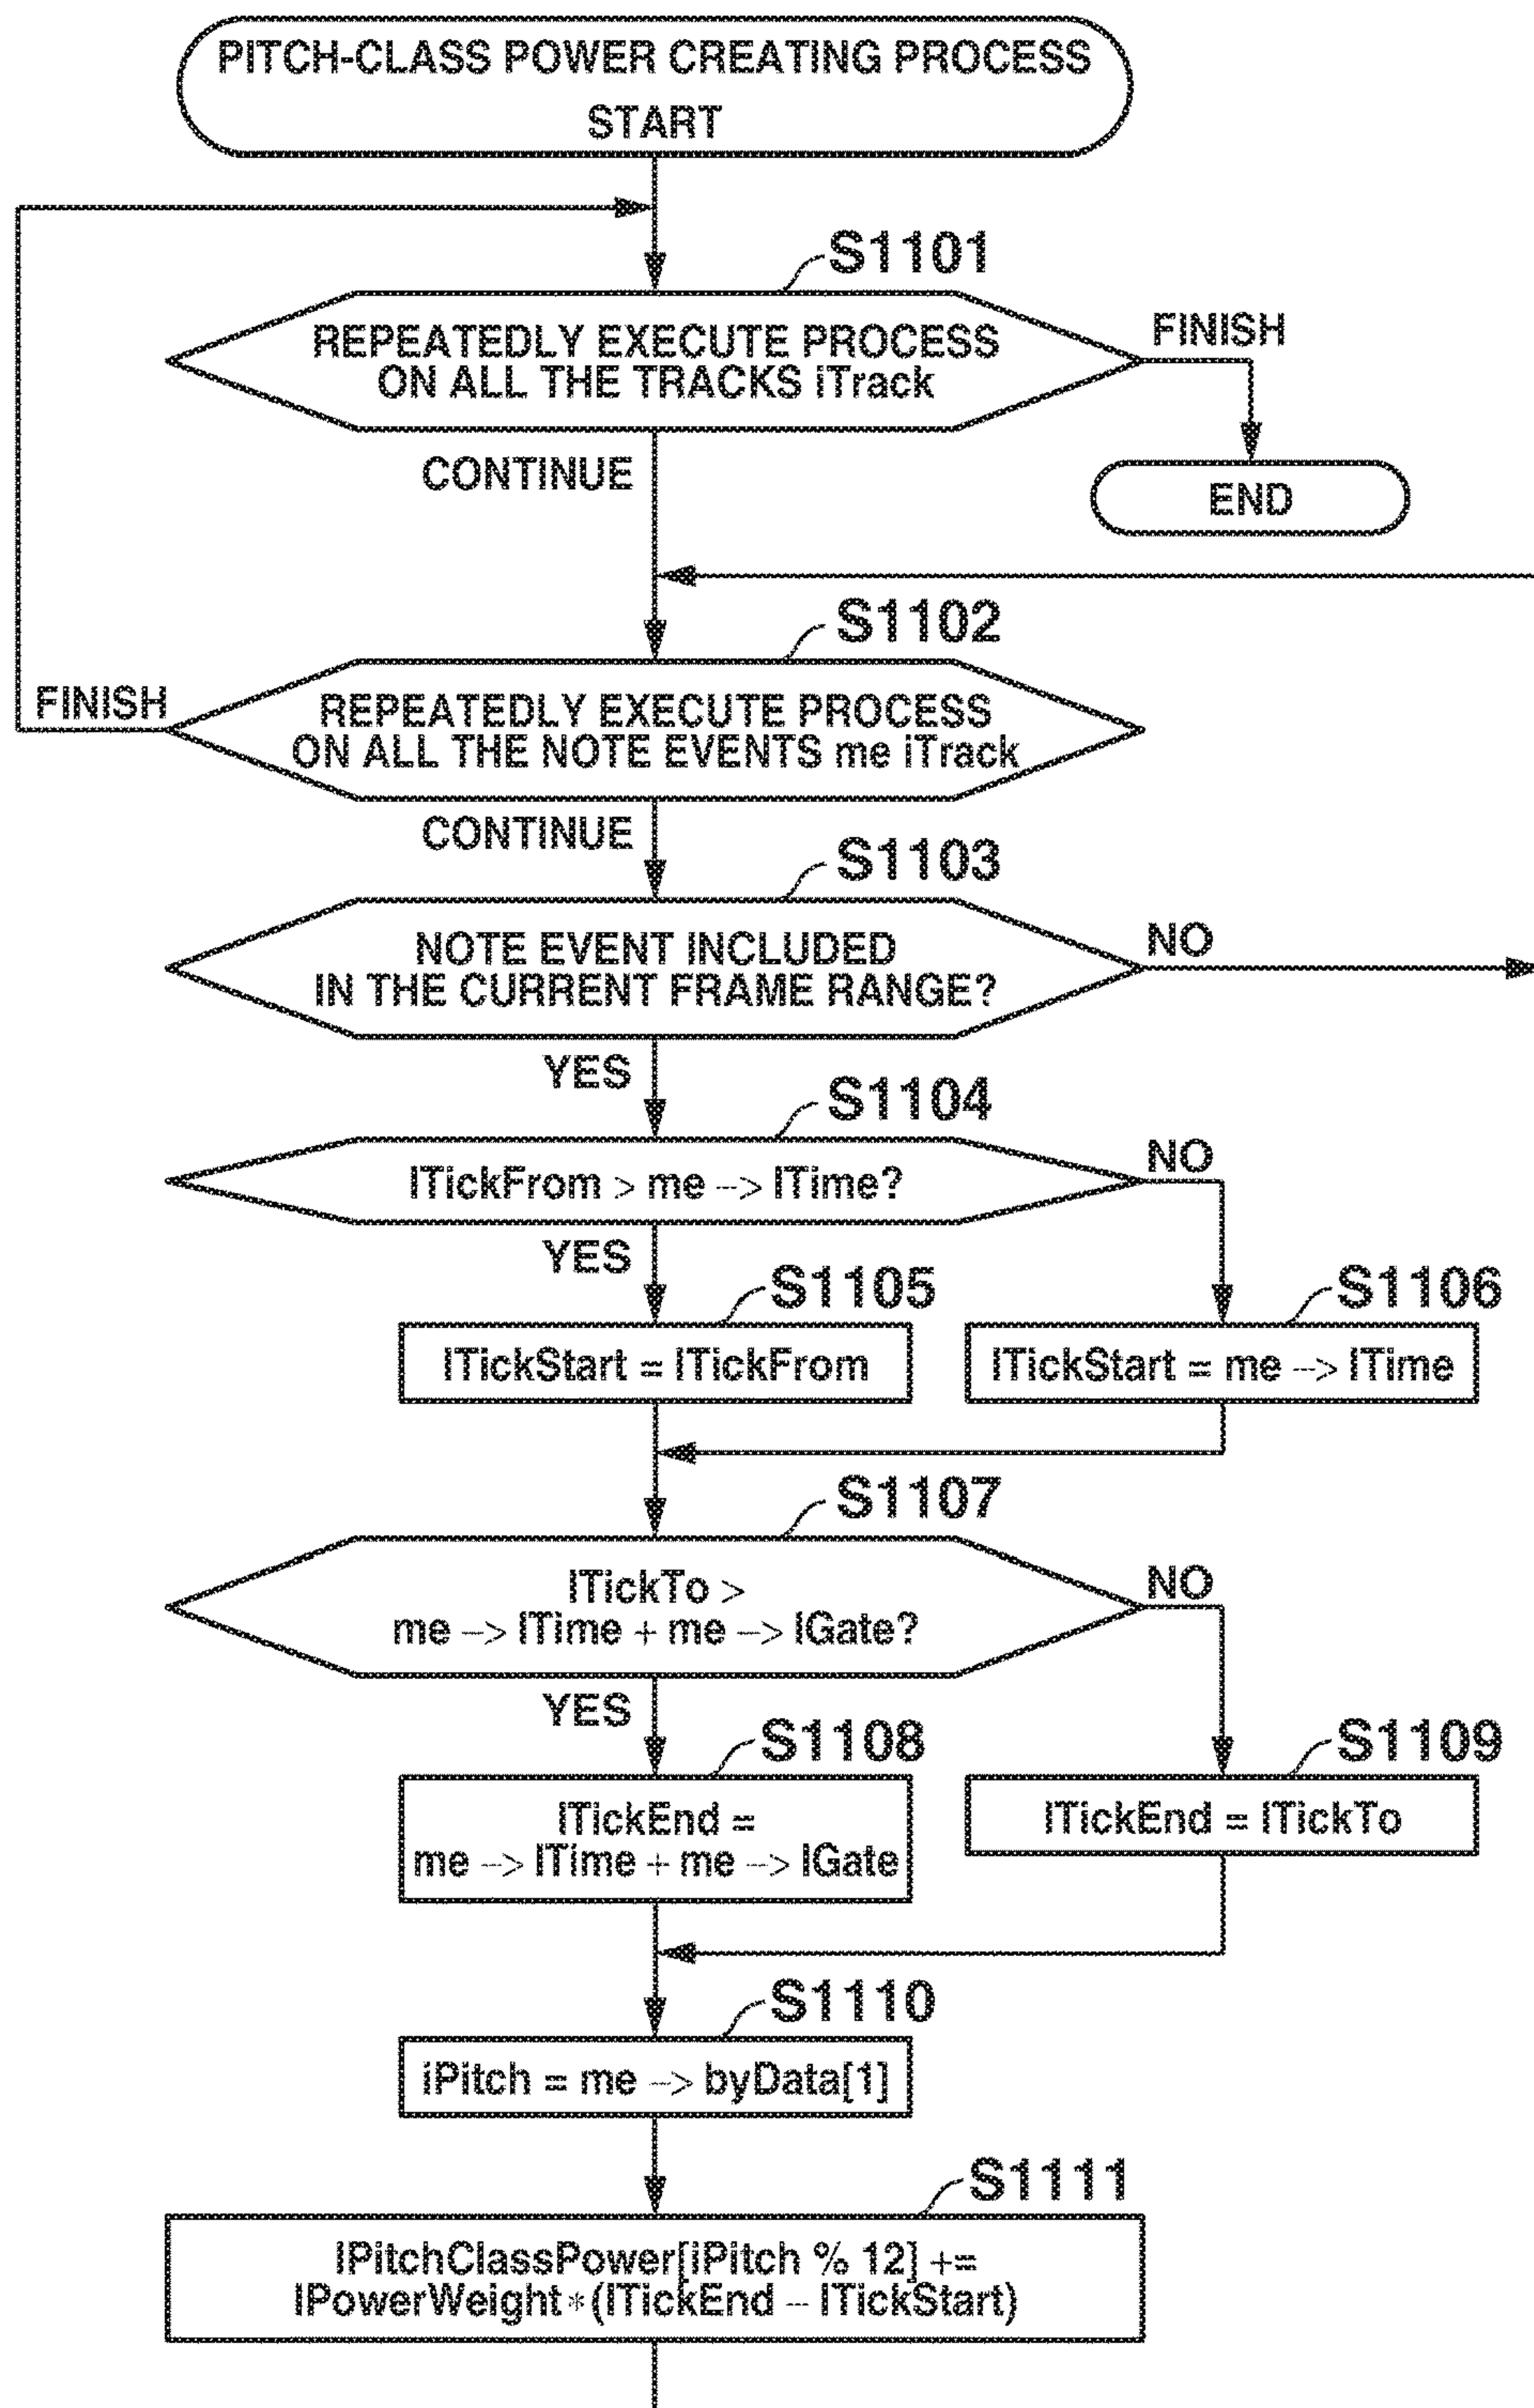 PITCH-CLASS POWER CREATING PROCESS
START
S1101
REPEATEDLY EXECUTE PROCESS
ON ALL THE TRACKS iTrack
FINISH
CONTINUE
END
S1102
FINISH
REPEATEDLY EXECUTE PROCESS
ON ALL THE NOTE EVENTS me iTrack
CONTINUE
S1103
NOTE EVENT INCLUDED
IN THE CURRENT FRAME RANGE?
NO
YES
S1104
lTickFrom > me --> lTime?
NO
YES
S1105
S1106
lTickStart = lTickFrom
lTickStart = me --> lTime
S1107
lTickTo >
me --> lTime + me --> lGate?
NO
YES
S1108
S1109
lTickEnd =
me --> lTime + me --> lGate
lTickEnd = lTickTo
S1110
iPitch = me --> byData[1]
S1111
lPitchClassPower[iPitch % 12] +=
lPowerWeight * (lTickEnd -- lTickStart)